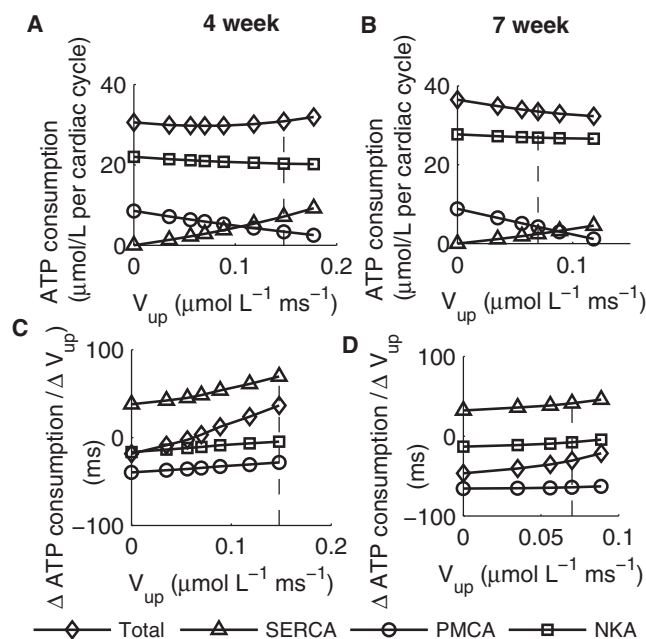 A 4 week
B 7 week
ATP consumption
(μmol/L per cardiac cycle)
40
20
0
0 0.1 0.2
V_up (μmol L⁻¹ ms⁻¹)
ATP consumption
(μmol/L per cardiac cycle)
40
20
0
0 0.1
V_up (μmol L⁻¹ ms⁻¹)
C
Δ ATP consumption / Δ V_up
(ms)
100
0
−100
0 0.1 0.2
V_up (μmol L⁻¹ ms⁻¹)
D
Δ ATP consumption / Δ V_up
(ms)
100
0
−100
0 0.05 0.1
V_up (μmol L⁻¹ ms⁻¹)
Total SERCA PMCA NKA